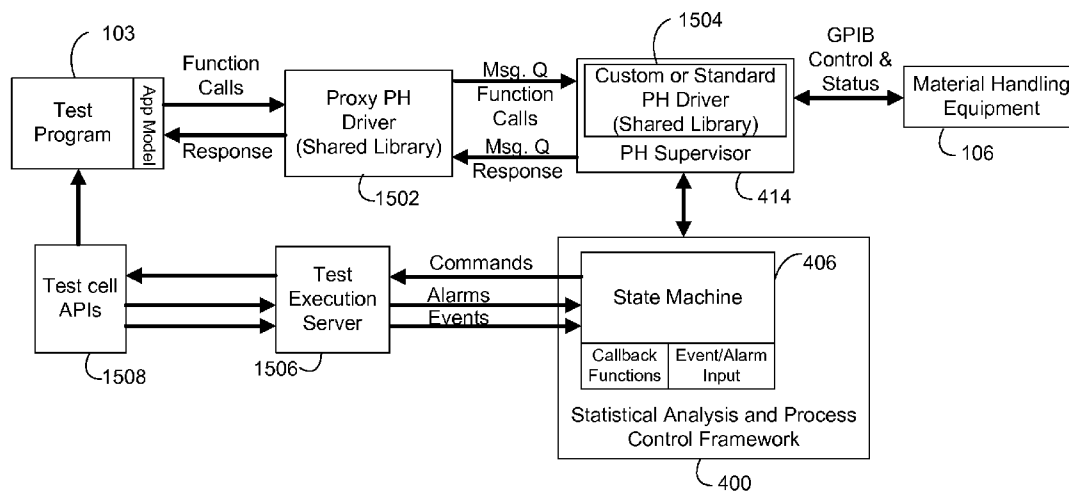 103
Test
Program
App Model
Function
Calls
Response
Proxy PH
Driver
(Shared Library)
1502
Msg. Q
Function
Calls
Msg. Q
Response
1504
Custom or Standard
PH Driver
(Shared Library)
PH Supervisor
414
GPIB
Control &
Status
Material Handling
Equipment
106
Test cell
APIs
1508
Test
Execution
Server
1506
Commands
Alarms
Events
State Machine
406
Callback
Functions
Event/Alarm
Input
Statistical Analysis and Process
Control Framework
400